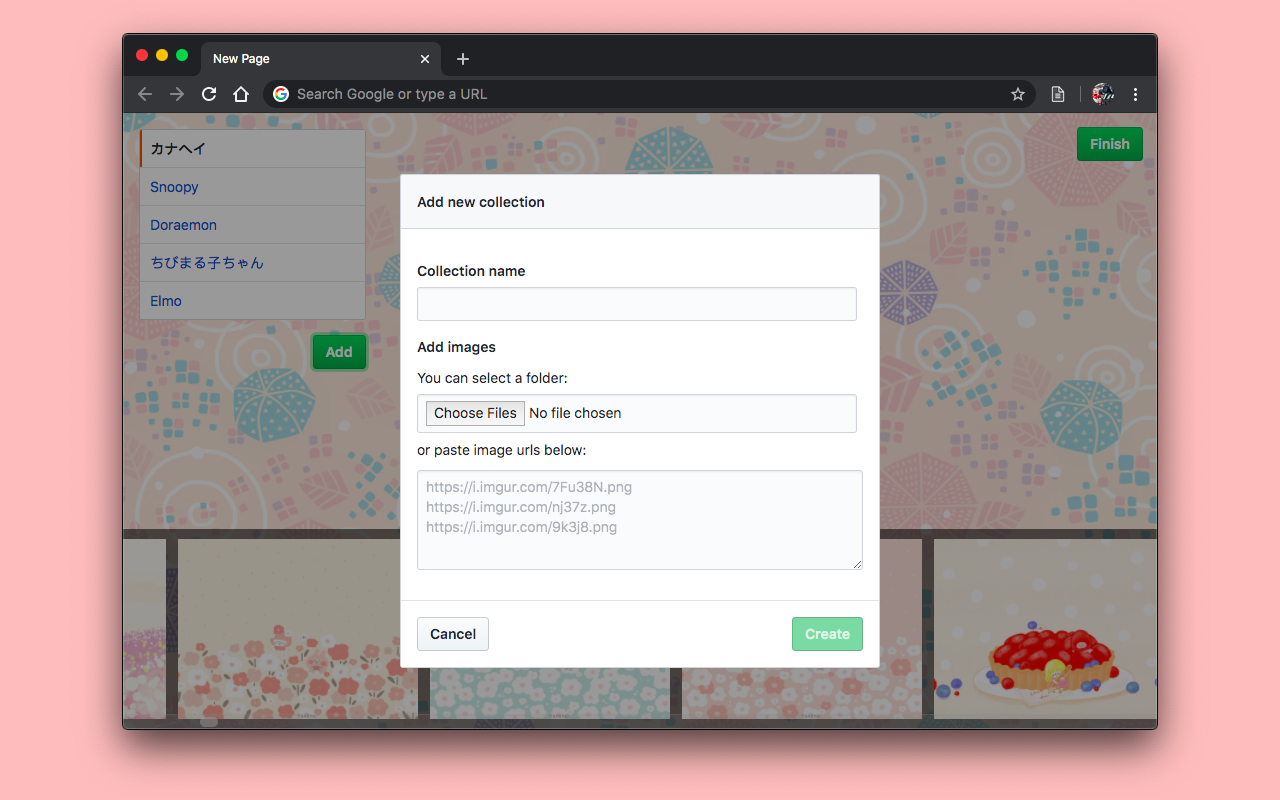 New Page
Search Google or type a URL
カナヘイ
Snoopy
Doraemon
ちびまる子ちゃん
Elmo
Add
Finish
Add new collection
Collection name
Add images
You can select a folder:
Choose Files No file chosen
or paste image urls below:
https://i.imgur.com/7Fu38N.png
https://i.imgur.com/nj37z.png
https://i.imgur.com/9k3j8.png
Cancel
Create